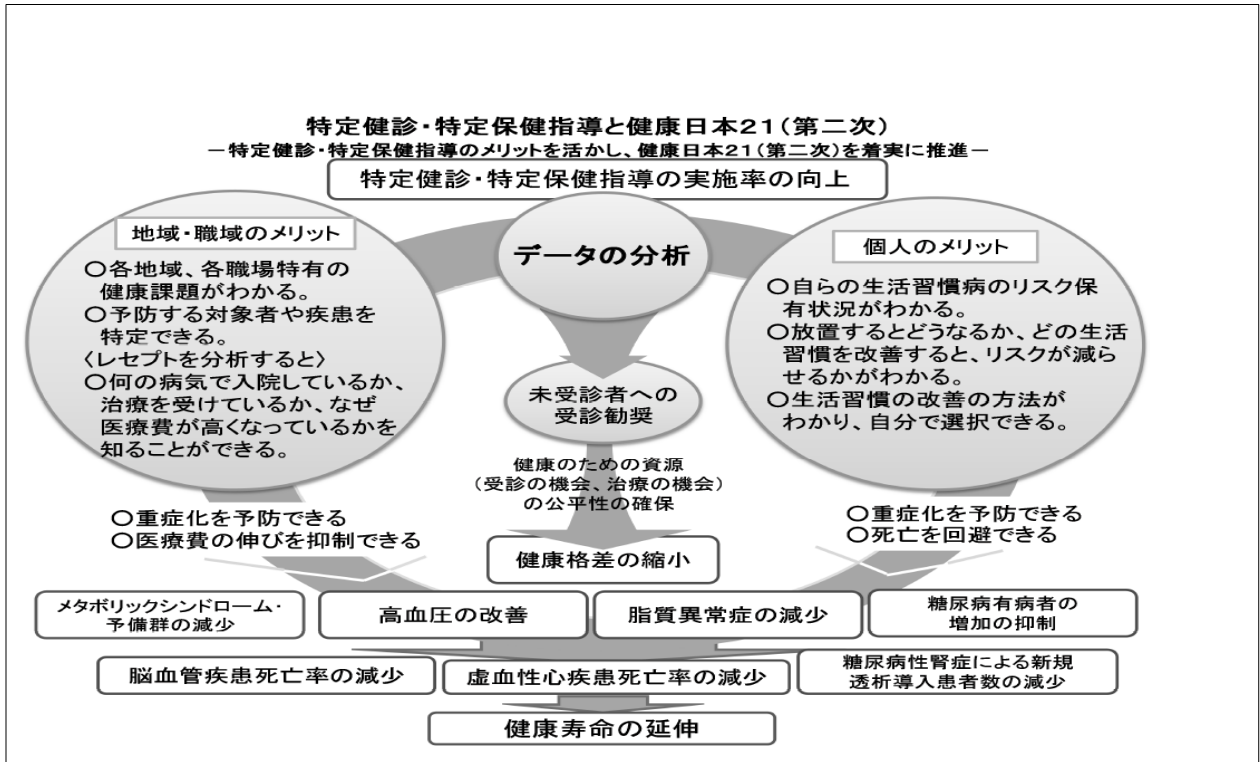 特定健診・特定保健指導と健康日本21(第二次)
－特定健診・特定保健指導のメリットを活かし、健康日本21(第二次)を着実に推進－
特定健診・特定保健指導の実施率の向上
地域・職域のメリット
○各地域、各職場特有の
健康課題がわかる。
○予防する対象者や疾患を
特定できる。
〈レセプトを分析すると〉
○何の病気で入院しているか、
治療を受けているか、なぜ
医療費が高くなっているかを
知ることができる。
データの分析
個人のメリット
○自らの生活習慣病のリスク保
有状況がわかる。
○放置するとどうなるか、どの生活
習慣を改善すると、リスクが減ら
せるかがわかる。
○生活習慣の改善の方法が
わかり、自分で選択できる。
未受診者への
受診勧奨
健康のための資源
(受診の機会、治療の機会)
の公平性の確保
○重症化を予防できる
○医療費の伸びを抑制できる
○重症化を予防できる
○死亡を回避できる
健康格差の縮小
メタボリックシンドローム・
予備群の減少
高血圧の改善
脂質異常症の減少
糖尿病有病者の
増加の抑制
脳血管疾患死亡率の減少
虚血性心疾患死亡率の減少
糖尿病性腎症による新規
透析導入患者数の減少
健康寿命の延伸